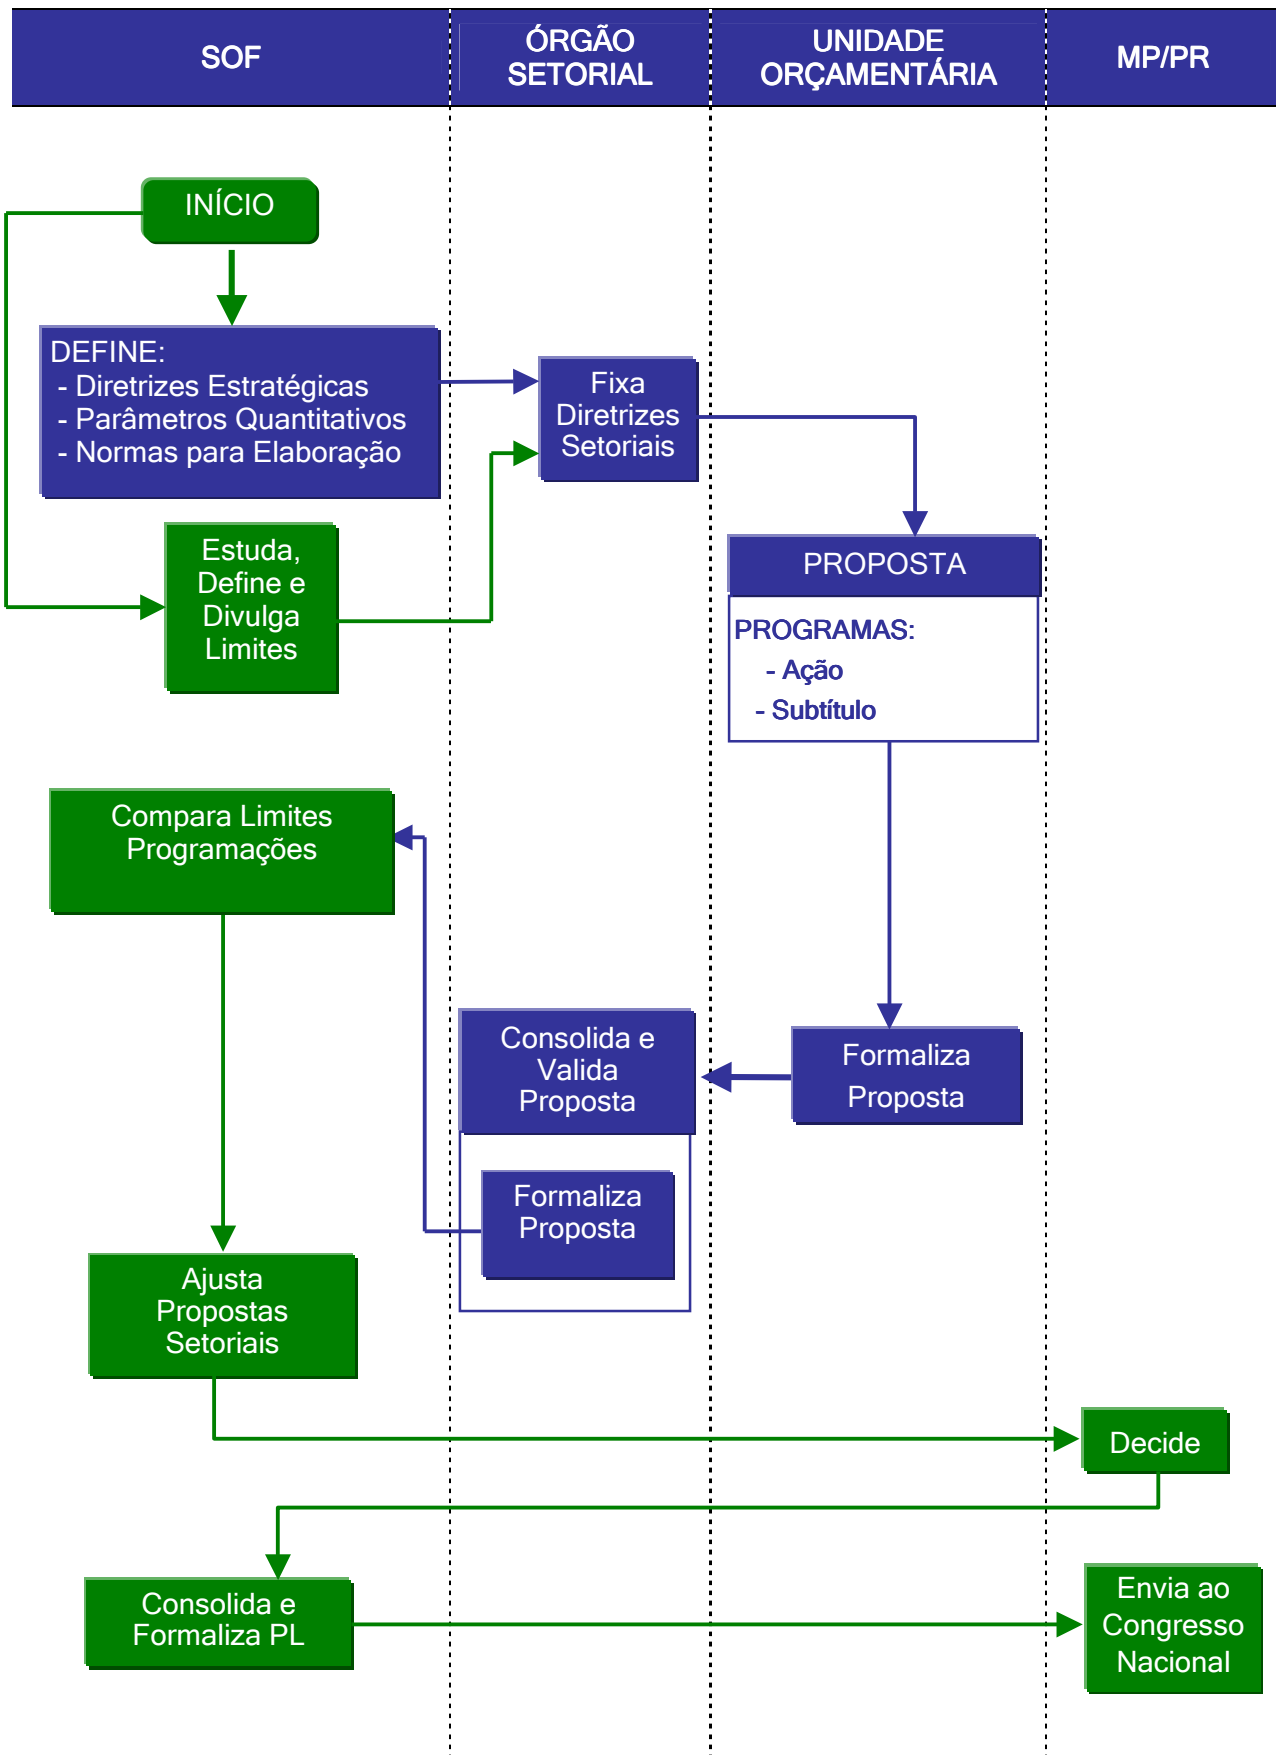 SOF
ÓRGÃO
SETORIAL
UNIDADE
ORÇAMENTÁRIA
MP/PR
INÍCIO
DEFINE:
- Diretrizes Estratégicas
- Parâmetros Quantitativos
- Normas para Elaboração
Fixa
Diretrizes
Setoriais
Estuda,
Define e
Divulga
Limites
PROPOSTA
PROGRAMAS:
- Ação
- Subtítulo
Compara Limites
Programações
Consolida e
Valida
Proposta
Formaliza
Proposta
Formaliza
Proposta
Ajusta
Propostas
Setoriais
Decide
Consolida e
Formaliza PL
Envia ao
Congresso
Nacional